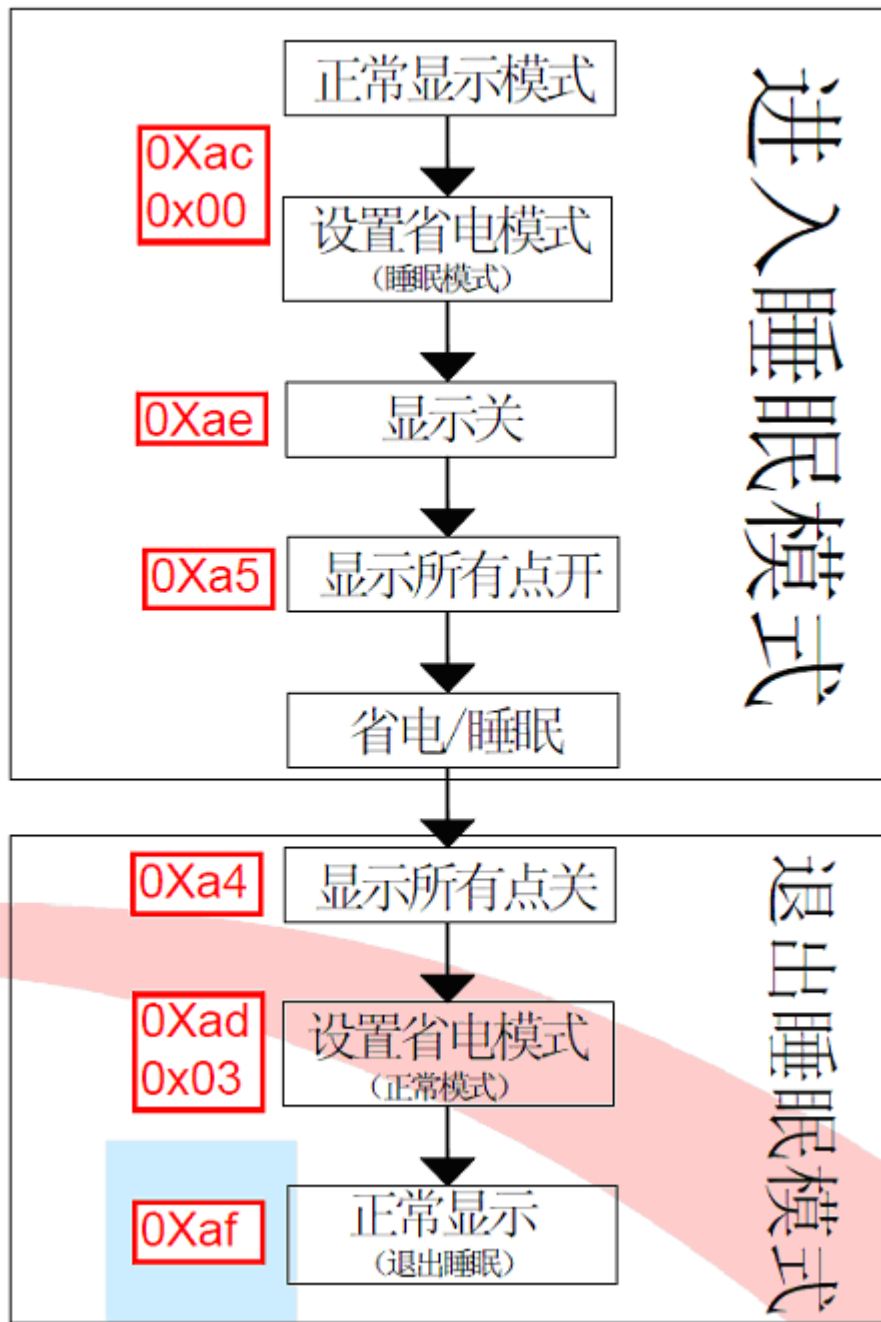 正常显示模式
0Xac
0x00
设置省电模式
（睡眠模式）
0Xae
显示关
0Xa5
显示所有点开
省电/睡眠
进入睡眠模式
0Xa4
显示所有点关
0Xad
0x03
设置省电模式
（正常模式）
0Xaf
正常显示
（退出睡眠）
退出睡眠模式